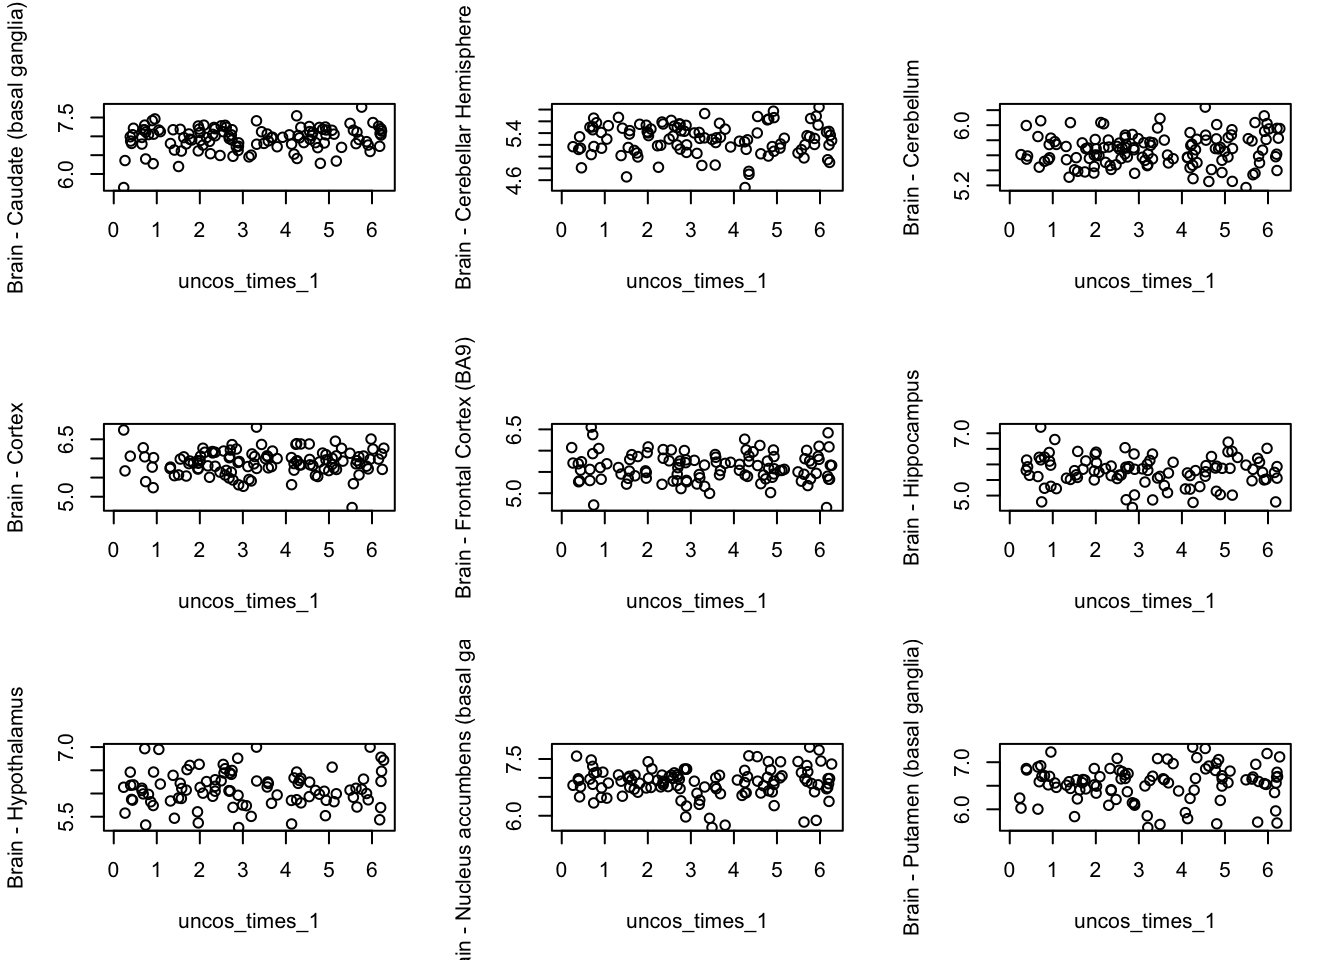 Brain - Caudate (basal ganglia)
7.5
6.0
0 1 2 3 4 5 6
uncos_times_1
Brain - Cerebellar Hemisphere
5.4
4.6
0 1 2 3 4 5 6
uncos_times_1
Brain - Cerebellum
6.0
5.2
0 1 2 3 4 5 6
uncos_times_1
Brain - Cortex
6.5
5.0
0 1 2 3 4 5 6
uncos_times_1
Brain - Frontal Cortex (BA9)
6.5
5.0
0 1 2 3 4 5 6
uncos_times_1
Brain - Hippocampus
7.0
5.0
0 1 2 3 4 5 6
uncos_times_1
Brain - Hypothalamus
7.0
5.5
0 1 2 3 4 5 6
uncos_times_1
ain - Nucleus accumbens (basal ga
7.5
6.0
0 1 2 3 4 5 6
uncos_times_1
Brain - Putamen (basal ganglia)
7.0
6.0
0 1 2 3 4 5 6
uncos_times_1